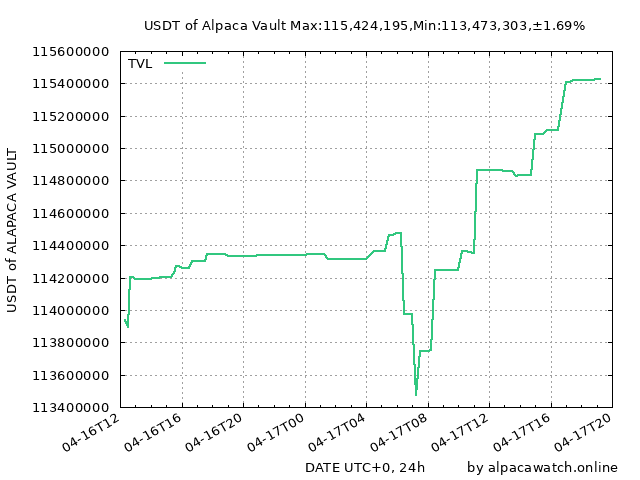 USDT of Alpaca Vault Max:115,424,195,Min:113,473,303,±1.69%
TVL
115600000
115400000
115200000
115000000
114800000
114600000
114400000
114200000
114000000
113800000
113600000
113400000
USDT of ALAPACA VAULT
04-16T12
04-16T16
04-16T20
04-17T00
04-17T04
04-17T08
04-17T12
04-17T16
04-17T20
DATE UTC+0, 24h
by alpacawatch.online